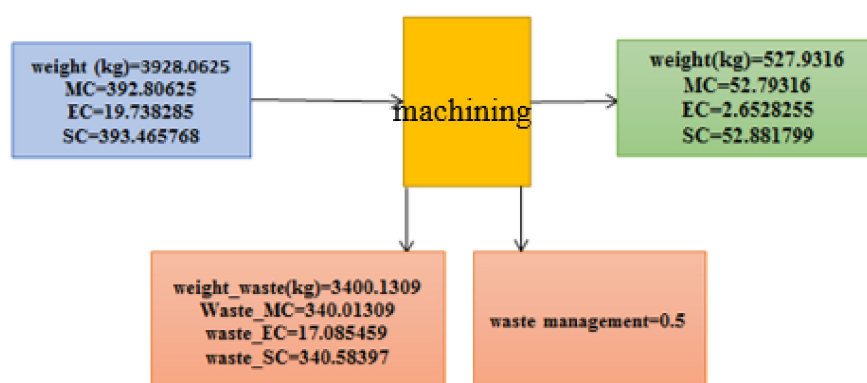 weight (kg)=3928.0625
MC=392.80625
EC=19.738285
SC=393.465768
machining
weight(kg)=527.9316
MC=52.79316
EC=2.6528255
SC=52.881799
weight_waste(kg)=3400.1309
Waste_MC=340.01309
waste_EC=17.085459
waste_SC=340.58397
waste management=0.5